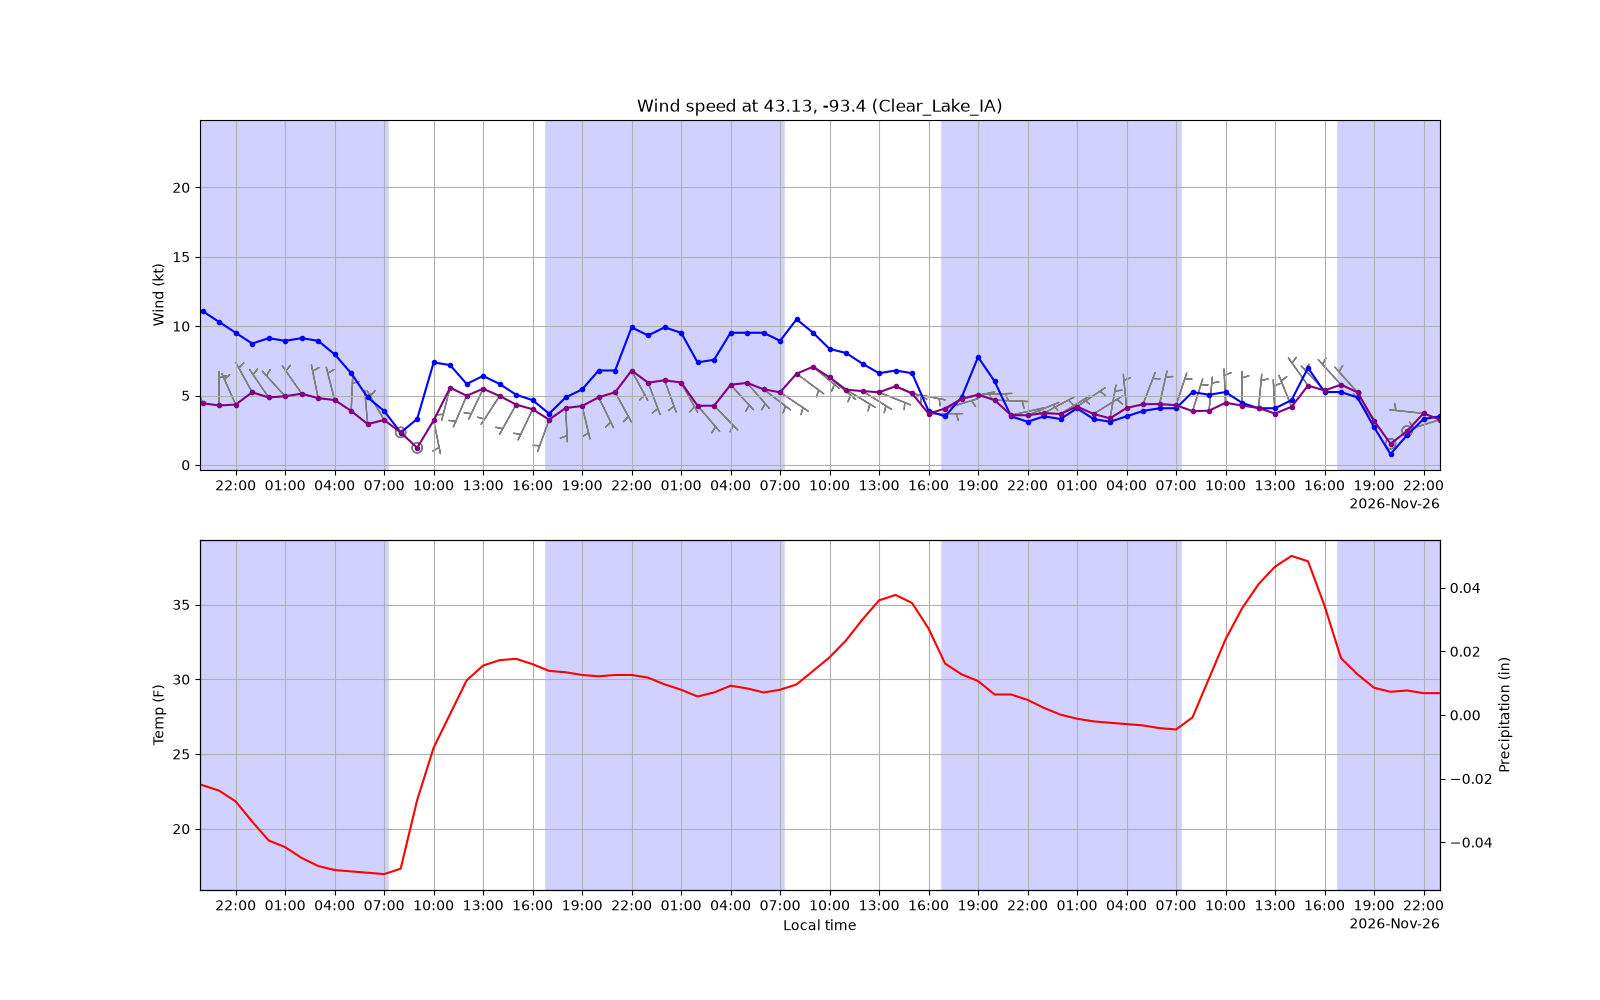 Wind speed at 43.13, -93.4 (Clear_Lake_IA)
Wind (kt)
20
15
10
5
0
22:00 01:00 04:00 07:00 10:00 13:00 16:00 19:00 22:00 01:00 04:00 07:00 10:00 13:00 16:00 19:00 22:00 01:00 04:00 07:00 10:00 13:00 16:00 19:00 22:00
2026-Nov-26
Temp (F)
35
30
25
20
0.04
0.02
0.00
−0.02
−0.04
Precipitation (in)
22:00 01:00 04:00 07:00 10:00 13:00 16:00 19:00 22:00 01:00 04:00 07:00 10:00 13:00 16:00 19:00 22:00 01:00 04:00 07:00 10:00 13:00 16:00 19:00 22:00
Local time
2026-Nov-26